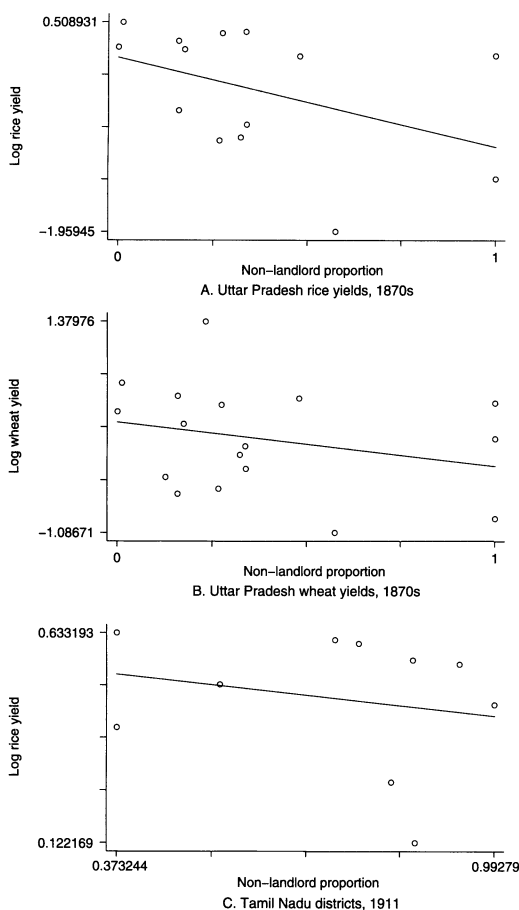 0.508931
Log rice yield
−1.95945
0
1
Non−landlord proportion
A. Uttar Pradesh rice yields, 1870s
1.37976
Log wheat yield
−1.08671
0
1
Non−landlord proportion
B. Uttar Pradesh wheat yields, 1870s
0.633193
Log rice yield
0.122169
0.373244
0.99279
Non−landlord proportion
C. Tamil Nadu districts, 1911